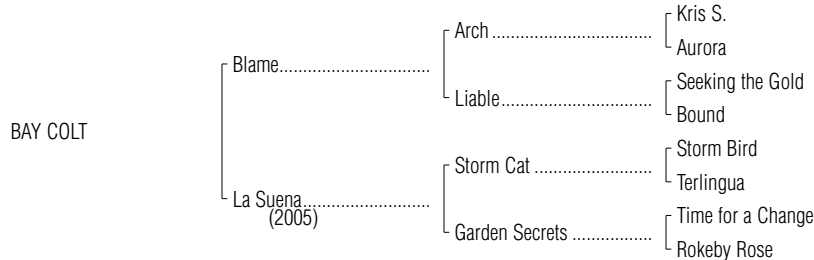 Kris S.
Arch
Aurora
Blame
Seeking the Gold
Liable
Bound
BAY COLT
Storm Bird
Storm Cat
Terlingua
La Suena
(2005)
Time for a Change
Garden Secrets
Rokeby Rose